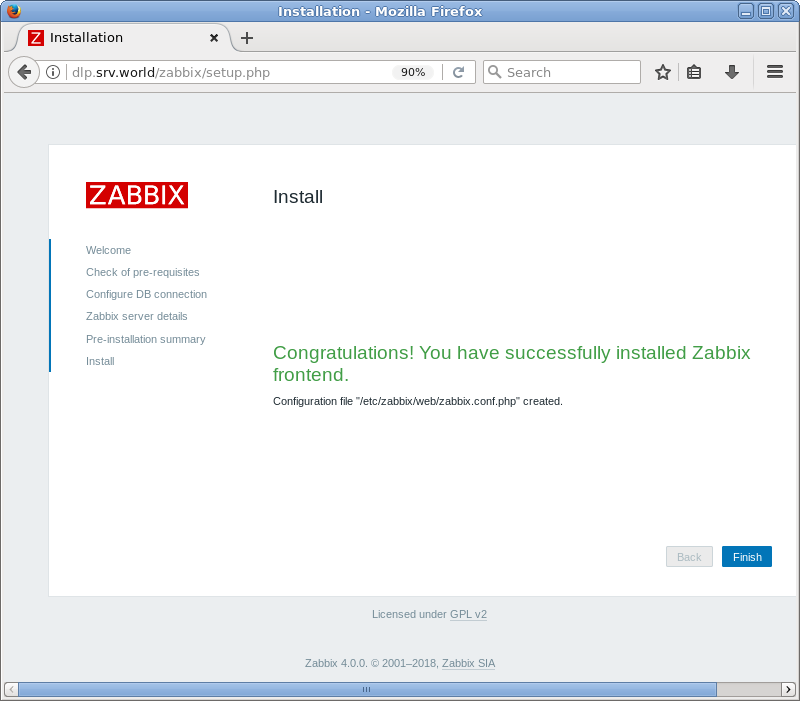 Installation - Mozilla Firefox
Z Installation
dlp.srv.world/zabbix/setup.php 90% Search
ZABBIX
Install
Welcome
Check of pre-requisites
Configure DB connection
Zabbix server details
Pre-installation summary
Install
Congratulations! You have successfully installed Zabbix
frontend.
Configuration file "/etc/zabbix/web/zabbix.conf.php" created.
Back Finish
Licensed under GPL v2
Zabbix 4.0.0. © 2001–2018, Zabbix SIA